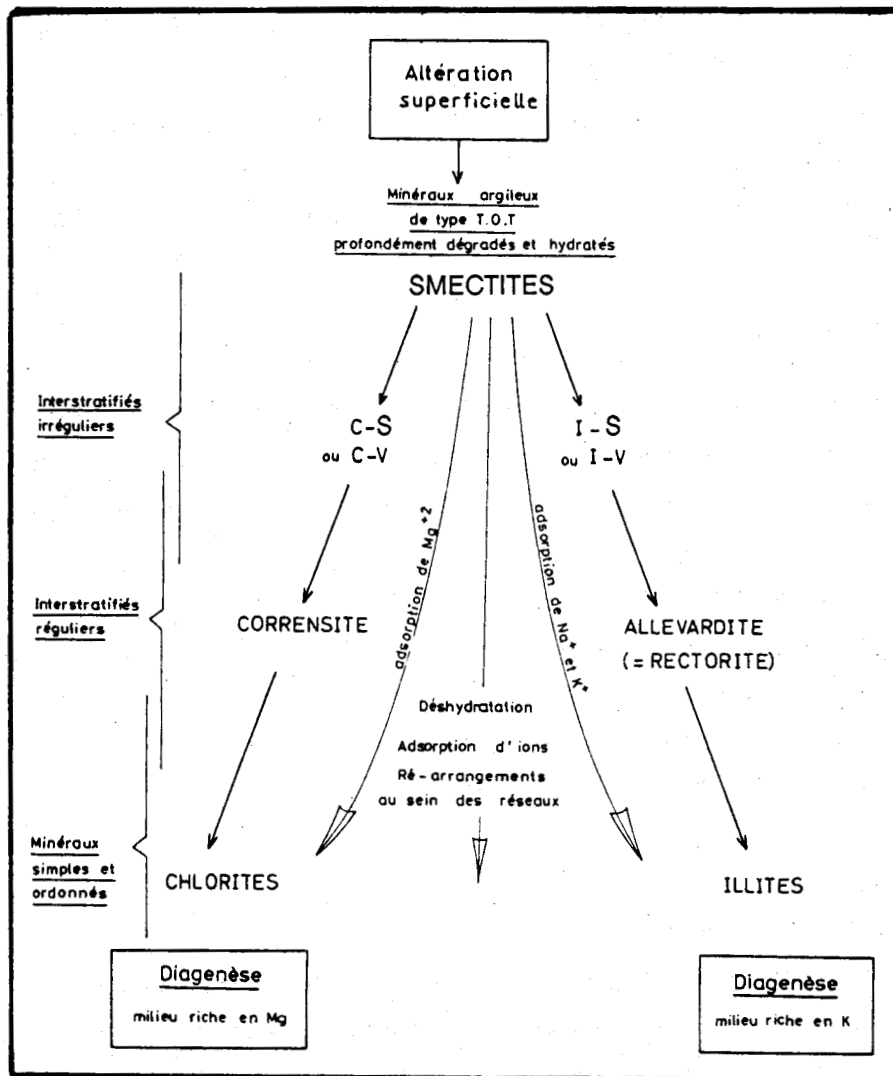 Altération
superficielle
Minéraux argileux
de type T.O.T
profondément dégradés et hydratés
SMECTITES
Interstratifiés
irréguliers
C-S
ou C-V
I-S
ou I-V
adsorption de Mg+2
adsorption de Na+ et K+
Interstratifiés
réguliers
CORRENSITE
ALLEVARDITE
(=RECTORITE)
Déshydratation
Adsorption d'ions
Ré-arrangements
au sein des réseaux
Minéraux
simples et
ordonnés
CHLORITES
ILLITES
Diagenèse
milieu riche en Mg
Diagenèse
milieu riche en K